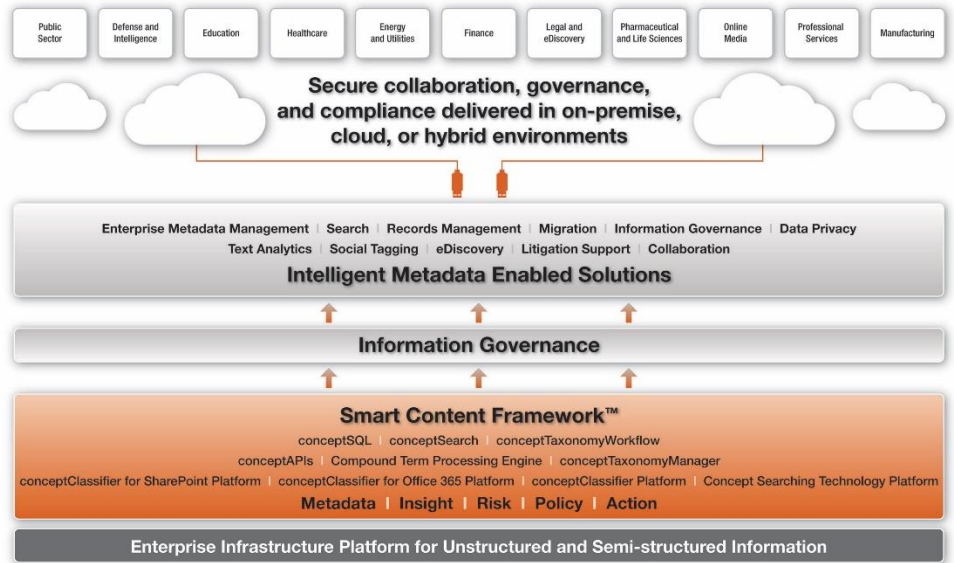 Public
Sector
Defense and
Intelligence
Education
Healthcare
Energy
and Utilities
Finance
Legal and
eDiscovery
Pharmaceutical
and Life Sciences
Online
Media
Professional
Services
Manufacturing
Secure collaboration, governance,
and compliance delivered in on-premise,
cloud, or hybrid environments
Enterprise Metadata Management | Search | Records Management | Migration | Information Governance | Data Privacy
Text Analytics | Social Tagging | eDiscovery | Litigation Support | Collaboration
Intelligent Metadata Enabled Solutions
Information Governance
Smart Content Framework™
conceptSQL | conceptSearch | conceptTaxonomyWorkflow
conceptAPIs | Compound Term Processing Engine | conceptTaxonomyManager
conceptClassifier for SharePoint Platform | conceptClassifier for Office 365 Platform | conceptClassifier Platform | Concept Searching Technology Platform
Metadata | Insight | Risk | Policy | Action
Enterprise Infrastructure Platform for Unstructured and Semi-structured Information